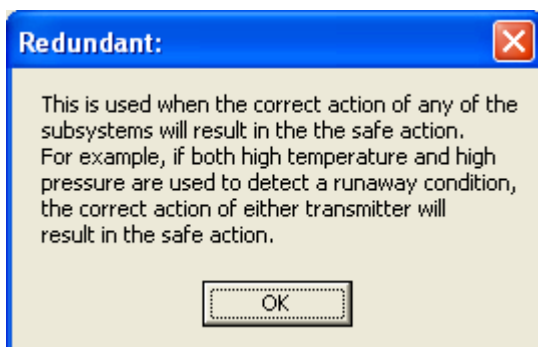 Redundant:
This is used when the correct action of any of the
subsystems will result in the the safe action.
For example, if both high temperature and high
pressure are used to detect a runaway condition,
the correct action of either transmitter will
result in the safe action.
OK